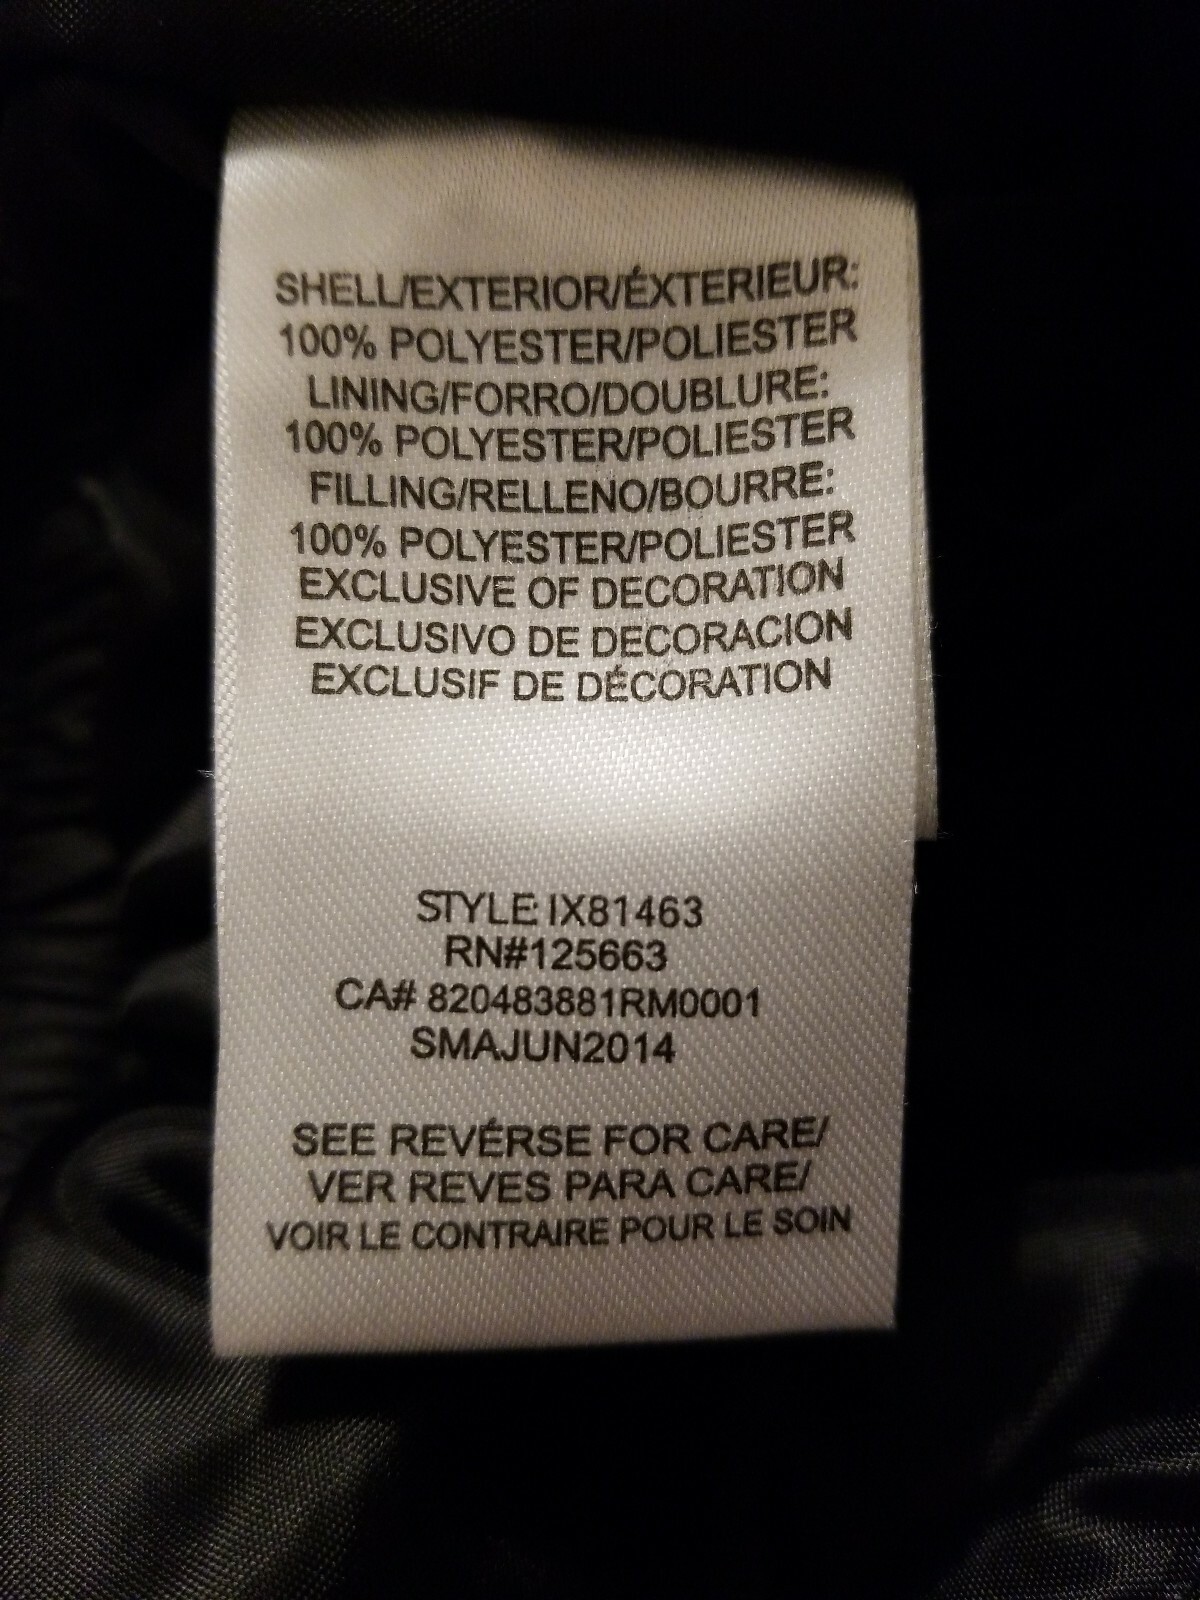 SHELL/EXTERIOR/ÉXTERIEUR:
100% POLYESTER/POLIESTER
LINING/FORRO/DOUBLURE:
100% POLYESTER/POLIESTER
FILLING/RELLENO/BOURRE:
100% POLYESTER/POLIESTER
EXCLUSIVE OF DECORATION
EXCLUSIVO DE DECORACION
EXCLUSIF DE DÉCORATION
STYLE: IX81463
RN#125663
CA# 820483881RM0001
SMAJUN2014
SEE REVÉRSE FOR CARE/
VER REVES PARA CARE/
VOIR LE CONTRAIRE POUR LE SOIN